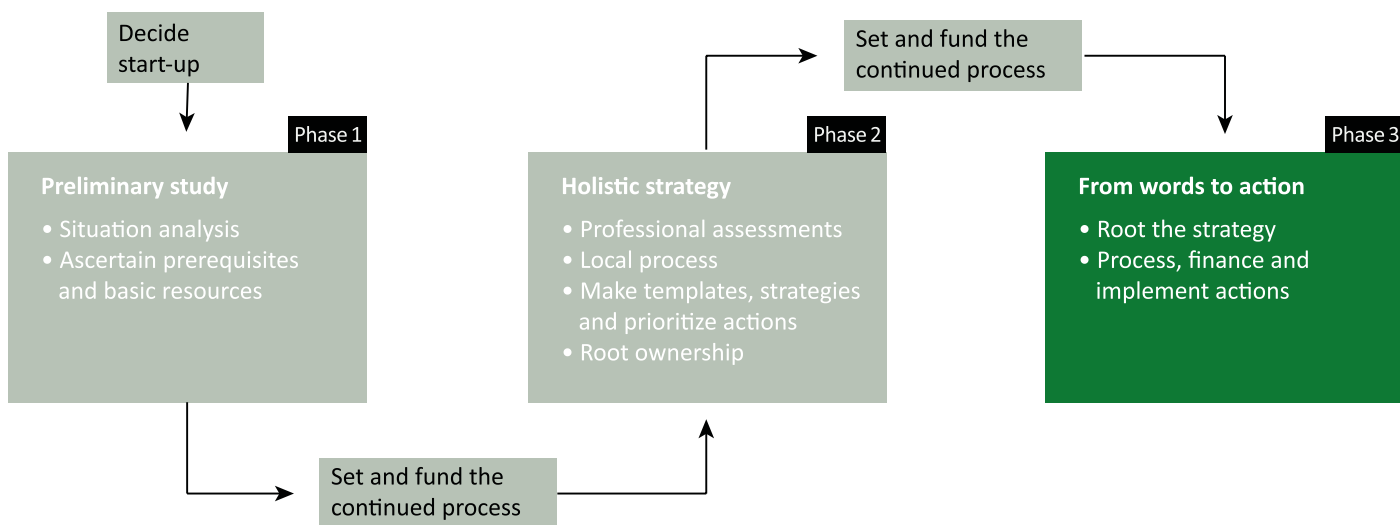 Decide
start-up
Phase 1
Preliminary study
• Situation analysis
• Ascertain prerequisites
and basic resources
Set and fund the
continued process
Phase 2
Holistic strategy
• Professional assessments
• Local process
• Make templates, strategies
and prioritize actions
• Root ownership
Set and fund the
continued process
Phase 3
From words to action
• Root the strategy
• Process, finance and
implement actions